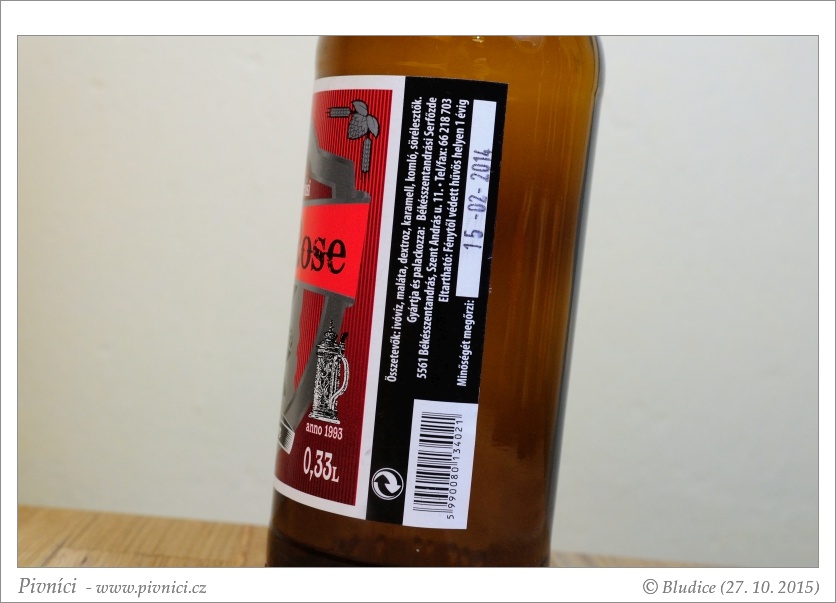 ose
anno 1993
0,33L
Összetevők: ivóvíz, maláta, dextroz, karamell, komló, sörélesztők.
Gyártja és palackozza: Békésszentandrási Serfőzde
5561 Békésszentandrás, Szent András u. 11. • Tel/fax: 66 218 703
Eltartható: Fénytől védett hűvös helyen 1 évig
Minőségét megőrzi: 15 -02- 2014
5 990080 134021
Pivníci - www.pivnici.cz
© Bludice (27. 10. 2015)